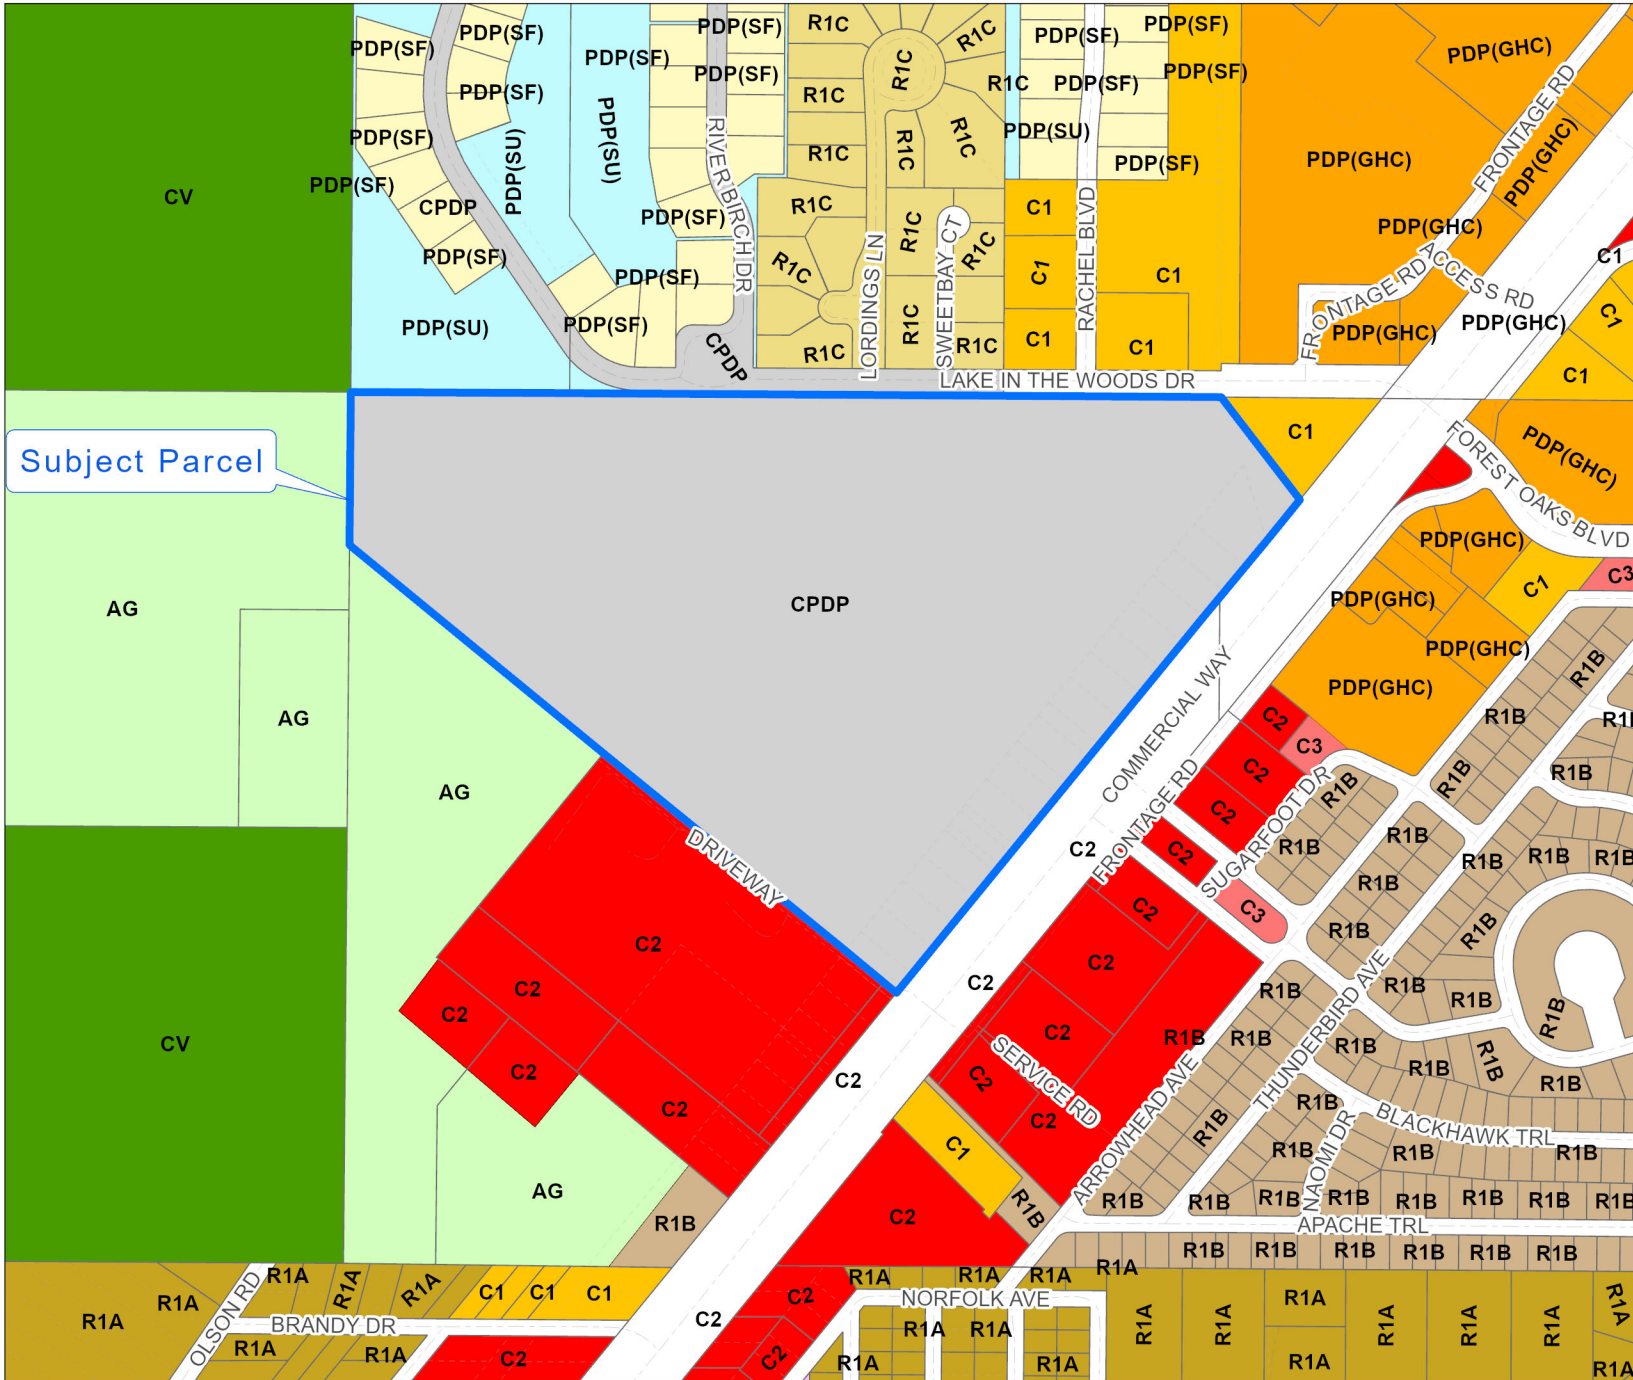 PDP(SF)
PDP(SF)
PDP(SF)
R1C
R1C
PDP(SF)
PDP(SF)
PDP(GHC)
PDP(SF)
PDP(SF)
R1C
R1C
PDP(SF)
PDP(SF)
PDP(SF)
R1C
FRONTAGE RD
PDP(SF)
PDP(SU)
PDP(SU)
RIVER BIRCH DR
R1C
R1C
R1C
PDP(SU)
PDP(SF)
PDP(GHC)
PDP(GHC)
CV
PDP(SF)
CPDP
PDP(SF)
R1C
R1C
SWEETBAY CT
R1C
C1
RACHEL BLVD
PDP(GHC)
PDP(SF)
PDP(SF)
R1C
LORDINGS LN
C1
C1
FRONTAGE RD
ACCESS RD
C1
PDP(SU)
PDP(SF)
CPDP
R1C
R1C
R1C
C1
C1
PDP(GHC)
PDP(GHC)
C1
LAKE IN THE WOODS DR
C1
Subject Parcel
C1
FOREST OAKS BLVD
PDP(GHC)
PDP(GHC)
C1
C3
AG
CPDP
PDP(GHC)
PDP(GHC)
R1B
AG
PDP(GHC)
COMMERCIAL WAY
C2
C3
R1B
AG
C2
R1B
R1B
R1B
C2
FRONTAGE RD
SUGARFOOT DR
DRIVEWAY
C2
C2
R1B
R1B
R1B
R1B
R1B
R1B
C2
C3
R1B
R1B
C2
C2
C2
C2
R1B
R1B
R1B
THUNDERBIRD AVE
C2
C2
R1B
R1B
R1B
CV
C2
SERVICE RD
R1B
R1B
R1B
R1B
C2
C2
C2
C2
C2
ARROWHEAD AVE
R1B
R1B
BLACKHAWK TRL
C1
R1B
NAOMI DR
R1B
R1B
AG
R1B
R1B
C2
R1B
R1B
R1B
R1B
R1B
R1B
R1B
R1B
APACHE TRL
R1B
R1B
R1B
R1B
R1B
R1B
R1A
R1A
R1A
R1A
C1
C1
C1
R1A
R1A
R1A
R1A
R1A
OLSON RD
BRANDY DR
C2
C2
NORFOLK AVE
R1A
R1A
R1A
R1A
R1A
R1A
R1A
R1A
R1A
R1A
R1A
C2
C2
R1A
R1A
R1A
R1A